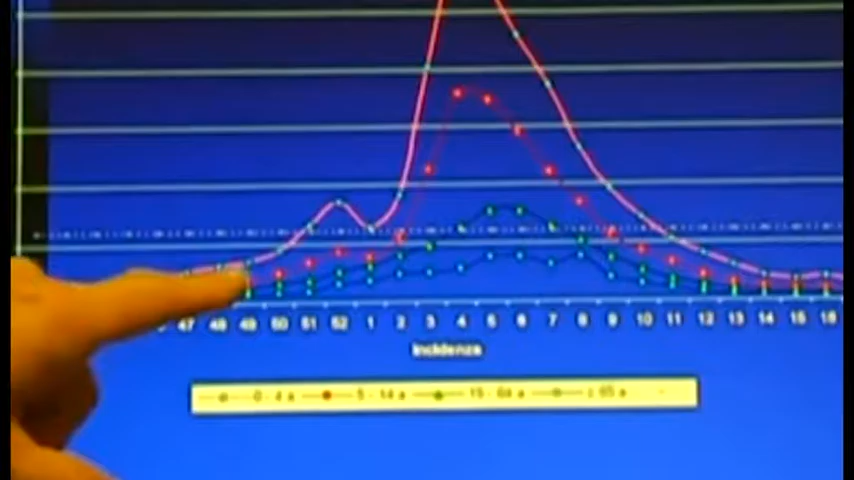 47 48 49 50 51 52 1 2 3 4 5 6 7 8 9 10 11 12 13 14 15 16
Incidenza
0 - 4 a 5 - 14 a 15 - 64 a ≥ 65 a